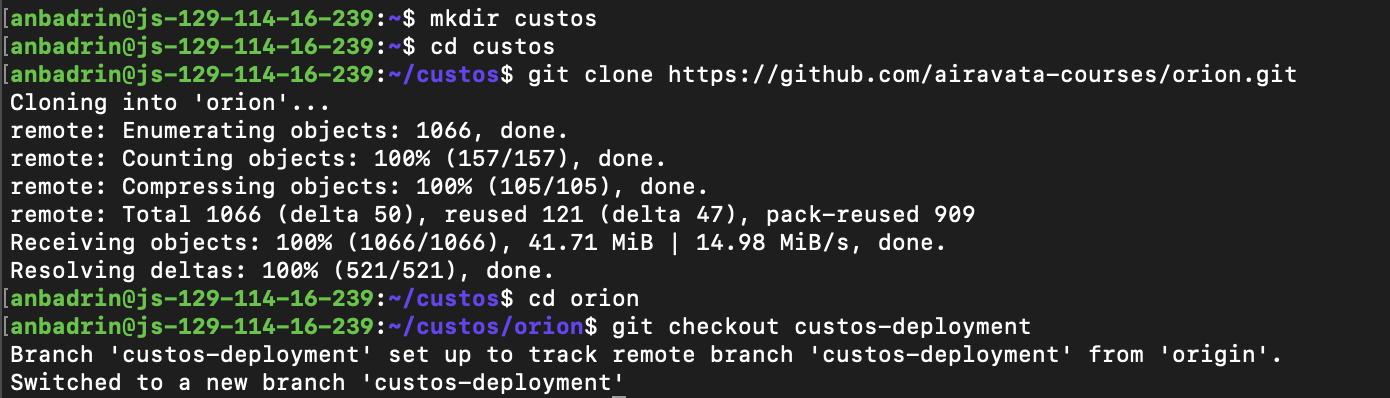 [anbadrin@js-129-114-16-239:~$ mkdir custos
[anbadrin@js-129-114-16-239:~$ cd custos
[anbadrin@js-129-114-16-239:~/custos$ git clone https://github.com/airavata-courses/orion.git
Cloning into 'orion'...
remote: Enumerating objects: 1066, done.
remote: Counting objects: 100% (157/157), done.
remote: Compressing objects: 100% (105/105), done.
remote: Total 1066 (delta 50), reused 121 (delta 47), pack-reused 909
Receiving objects: 100% (1066/1066), 41.71 MiB | 14.98 MiB/s, done.
Resolving deltas: 100% (521/521), done.
[anbadrin@js-129-114-16-239:~/custos$ cd orion
[anbadrin@js-129-114-16-239:~/custos/orion$ git checkout custos-deployment
Branch 'custos-deployment' set up to track remote branch 'custos-deployment' from 'origin'.
Switched to a new branch 'custos-deployment'